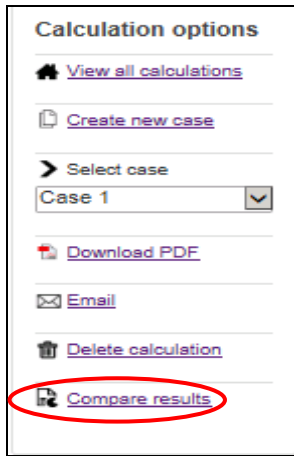 Calculation options
View all calculations
Create new case
Select case
Case 1
Download PDF
Email
Delete calculation
Compare results